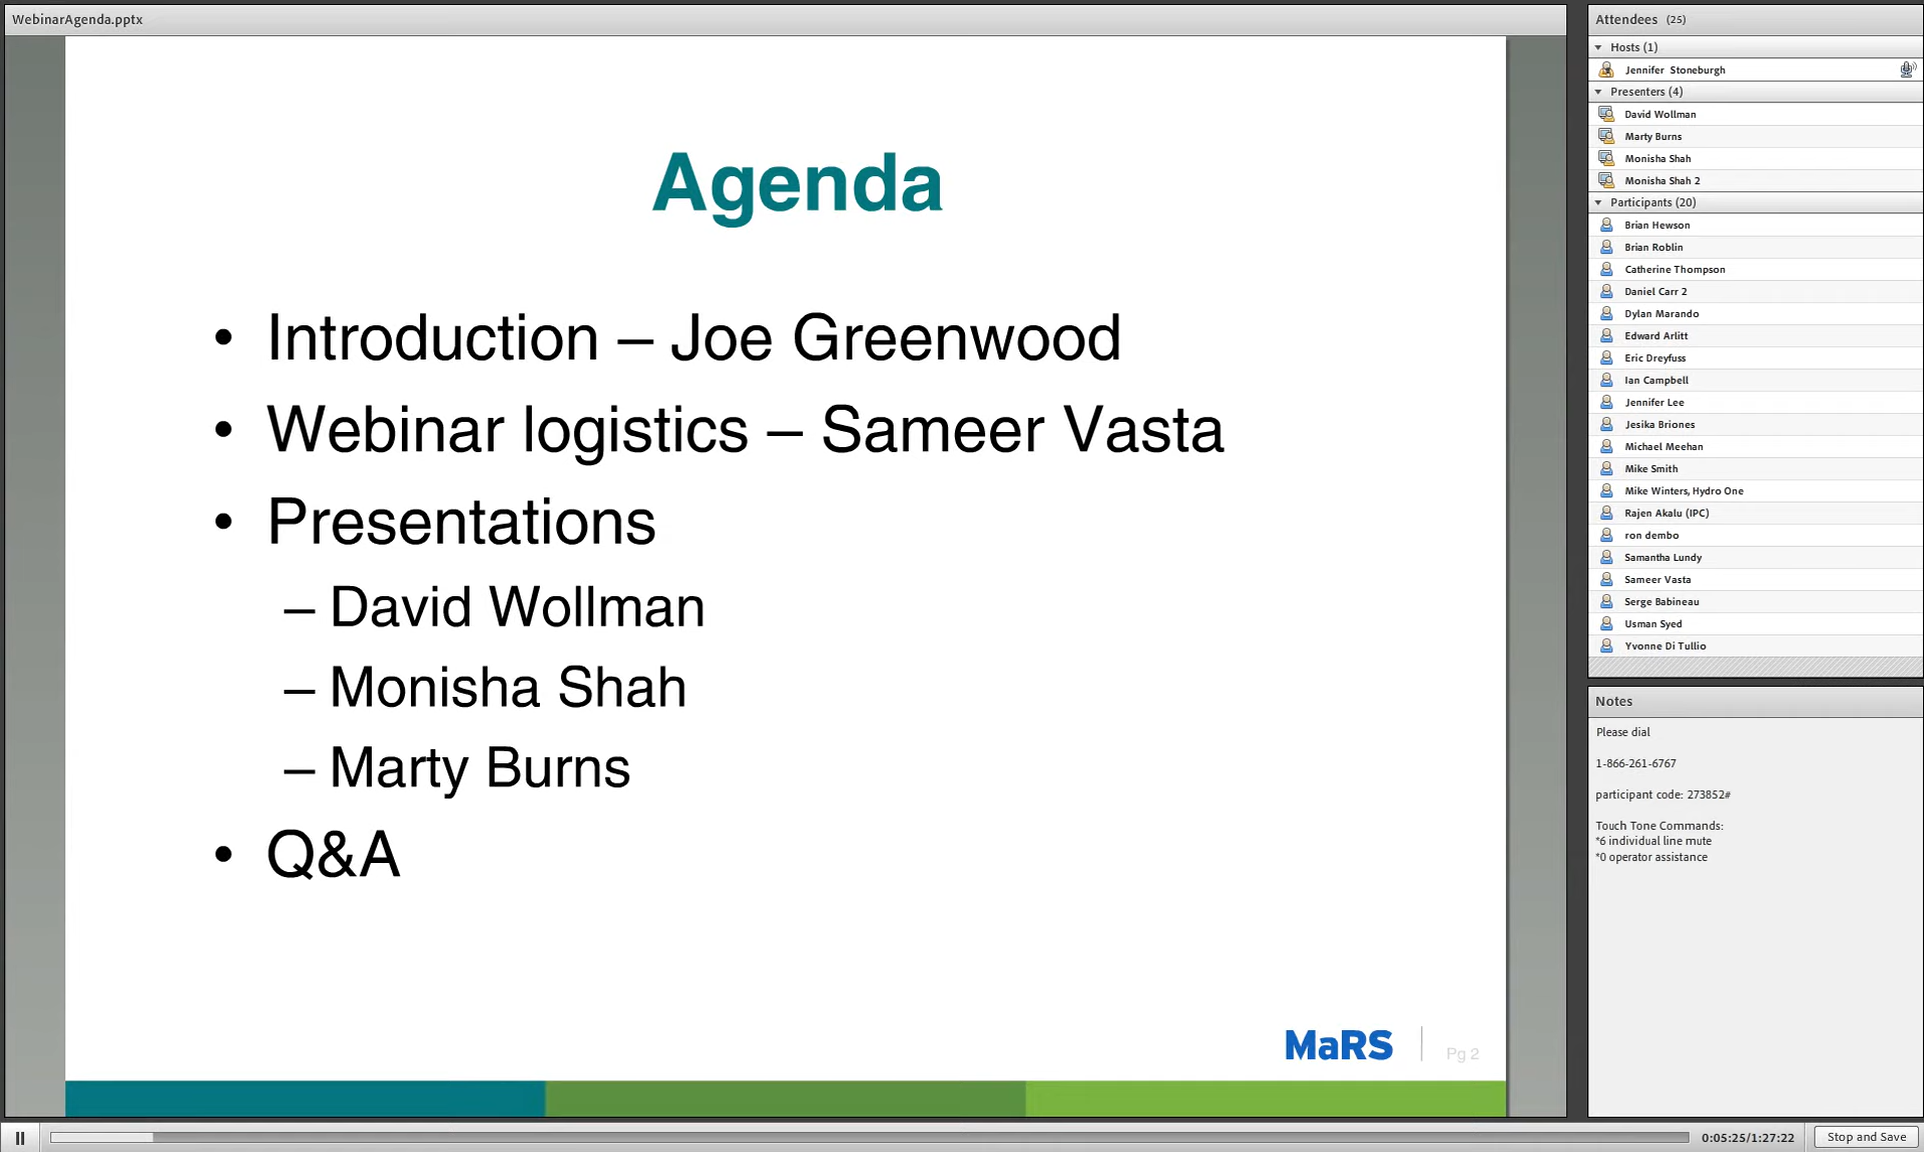 WebinarAgenda.pptx
Agenda
• Introduction – Joe Greenwood
• Webinar logistics – Sameer Vasta
• Presentations
– David Wollman
– Monisha Shah
– Marty Burns
• Q&A
MaRS
Pg 2
Attendees (25)
Hosts (1)
Jennifer Stoneburgh
Presenters (4)
David Wollman
Marty Burns
Monisha Shah
Monisha Shah 2
Participants (20)
Brian Hewson
Brian Roblin
Catherine Thompson
Daniel Carr 2
Dylan Marando
Edward Arlitt
Eric Dreyfuss
Ian Campbell
Jennifer Lee
Jesika Briones
Michael Meehan
Mike Smith
Mike Winters, Hydro One
Rajen Akalu (IPC)
ron dembo
Samantha Lundy
Sameer Vasta
Serge Babineau
Usman Syed
Yvonne Di Tullio
Notes
Please dial
1-866-261-6767
participant code: 273852#
Touch Tone Commands:
*6 individual line mute
*0 operator assistance
0:05:25/1:27:22
Stop and Save